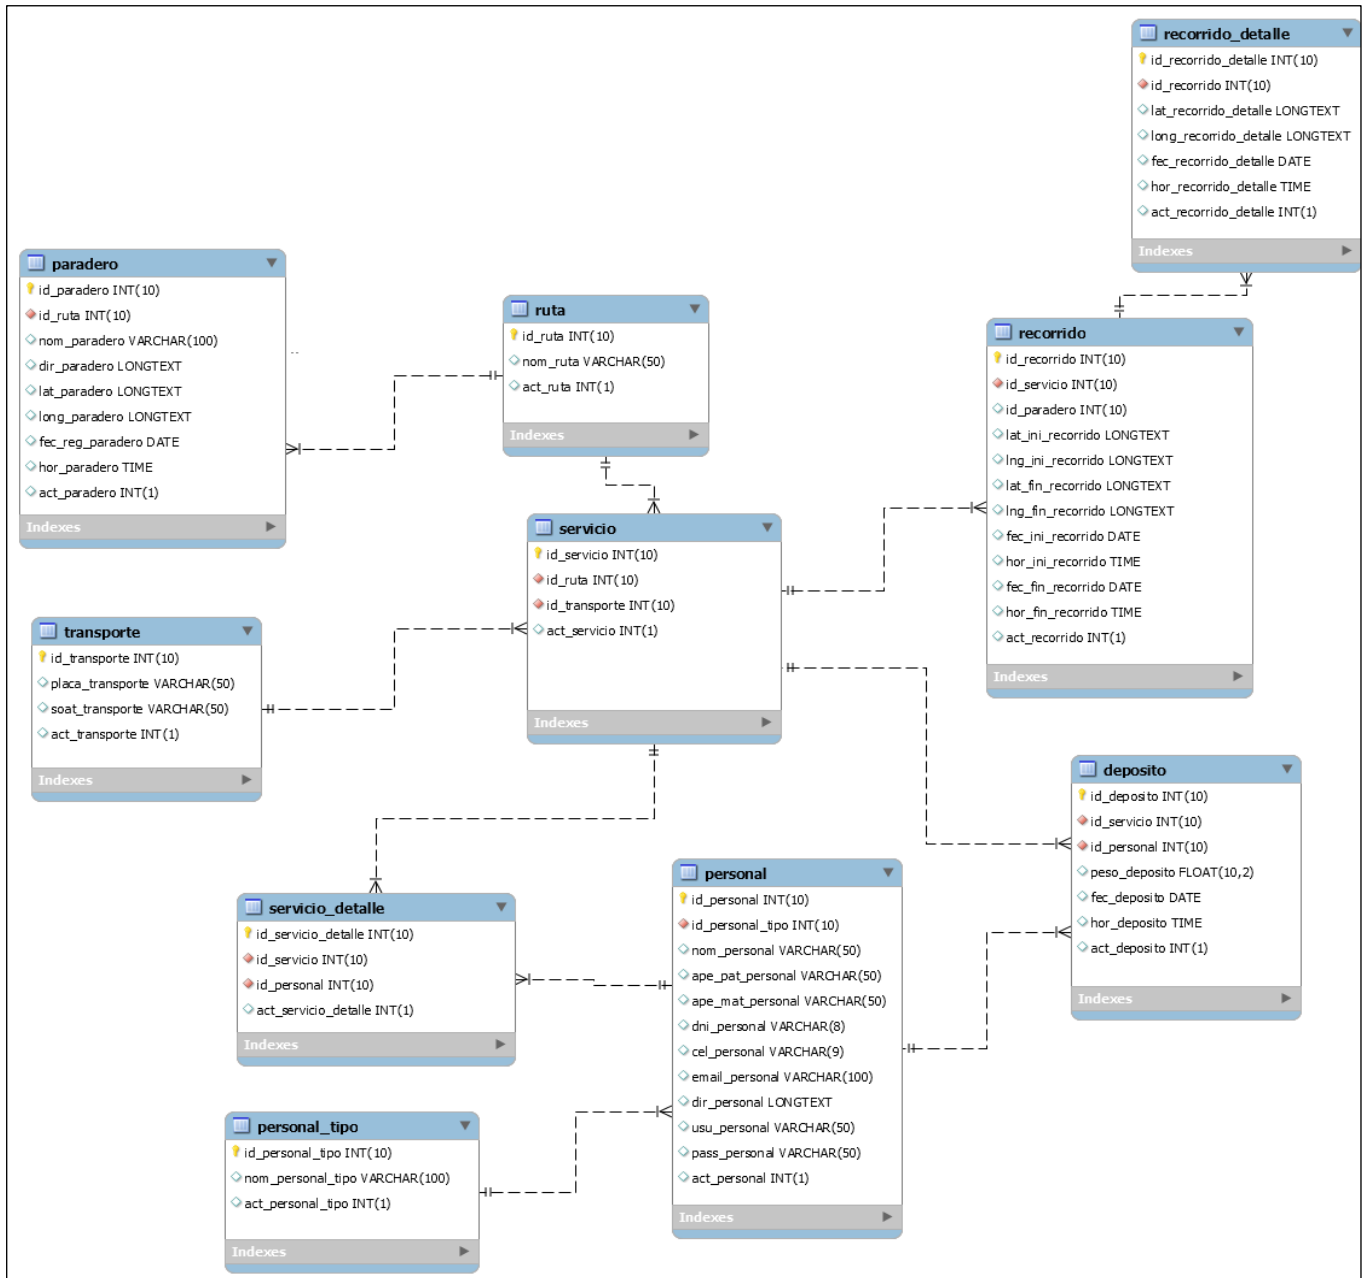 recorrido_detalle
id_recorrido_detalle INT(10)
id_recorrido INT(10)
lat_recorrido_detalle LONGTEXT
long_recorrido_detalle LONGTEXT
fec_recorrido_detalle DATE
hor_recorrido_detalle TIME
act_recorrido_detalle INT(1)
Indexes
paradero
id_paradero INT(10)
id_ruta INT(10)
nom_paradero VARCHAR(100)
dir_paradero LONGTEXT
lat_paradero LONGTEXT
long_paradero LONGTEXT
fec_reg_paradero DATE
hor_paradero TIME
act_paradero INT(1)
Indexes
ruta
id_ruta INT(10)
nom_ruta VARCHAR(50)
act_ruta INT(1)
Indexes
recorrido
id_recorrido INT(10)
id_servicio INT(10)
id_paradero INT(10)
lat_ini_recorrido LONGTEXT
lng_ini_recorrido LONGTEXT
lat_fin_recorrido LONGTEXT
lng_fin_recorrido LONGTEXT
fec_ini_recorrido DATE
hor_ini_recorrido TIME
fec_fin_recorrido DATE
hor_fin_recorrido TIME
act_recorrido INT(1)
Indexes
servicio
id_servicio INT(10)
id_ruta INT(10)
id_transporte INT(10)
act_servicio INT(1)
Indexes
transporte
id_transporte INT(10)
placa_transporte VARCHAR(50)
soat_transporte VARCHAR(50)
act_transporte INT(1)
Indexes
deposito
id_deposito INT(10)
id_servicio INT(10)
id_personal INT(10)
peso_deposito FLOAT(10,2)
fec_deposito DATE
hor_deposito TIME
act_deposito INT(1)
Indexes
personal
id_personal INT(10)
id_personal_tipo INT(10)
nom_personal VARCHAR(50)
ape_pat_personal VARCHAR(50)
ape_mat_personal VARCHAR(50)
dni_personal VARCHAR(8)
cel_personal VARCHAR(9)
email_personal VARCHAR(100)
dir_personal LONGTEXT
usu_personal VARCHAR(50)
pass_personal VARCHAR(50)
act_personal INT(1)
Indexes
servicio_detalle
id_servicio_detalle INT(10)
id_servicio INT(10)
id_personal INT(10)
act_servicio_detalle INT(1)
Indexes
personal_tipo
id_personal_tipo INT(10)
nom_personal_tipo VARCHAR(100)
act_personal_tipo INT(1)
Indexes